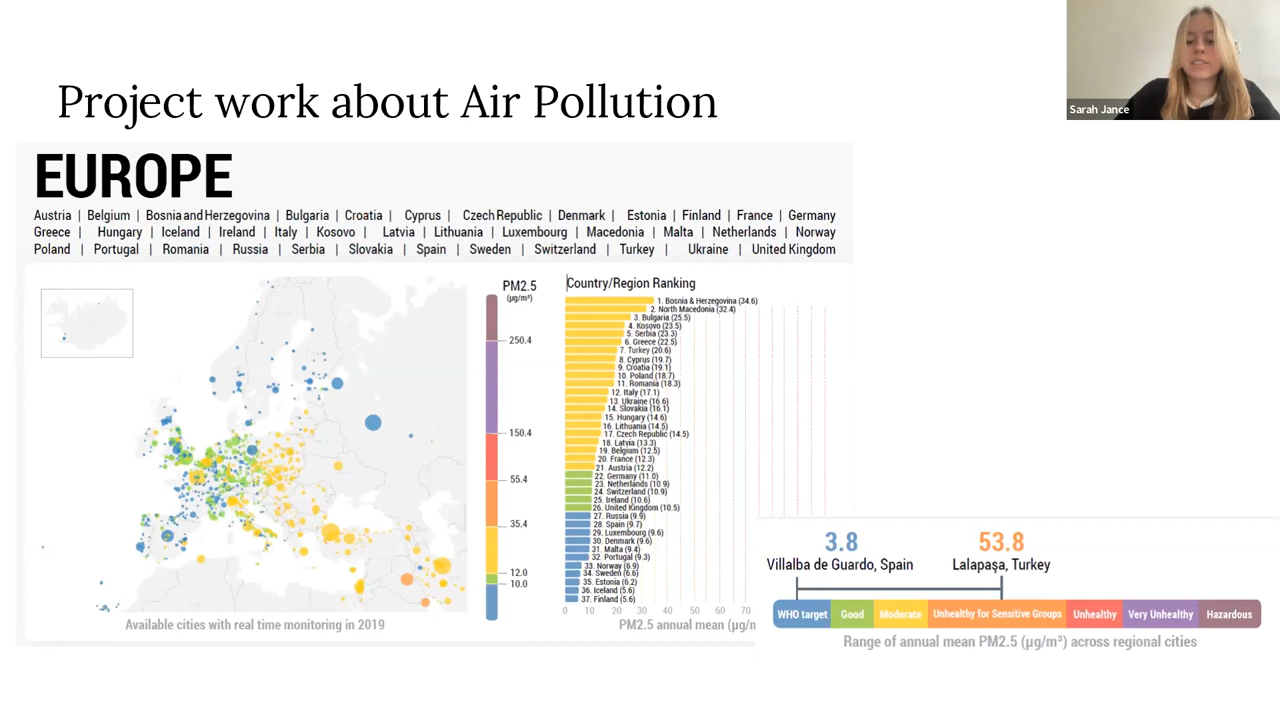 Sarah Jance
Project work about Air Pollution
EUROPE
Austria | Belgium | Bosnia and Herzegovina | Bulgaria | Croatia | Cyprus | Czech Republic | Denmark | Estonia | Finland | France | Germany
Greece | Hungary | Iceland | Ireland | Italy | Kosovo | Latvia | Lithuania | Luxembourg | Macedonia | Malta | Netherlands | Norway
Poland | Portugal | Romania | Russia | Serbia | Slovakia | Spain | Sweden | Switzerland | Turkey | Ukraine | United Kingdom
PM2.5
(µg/m³)
250.4
150.4
55.4
35.4
12.0
10.0
Available cities with real time monitoring in 2019
Country/Region Ranking
1. Bosnia & Herzegovina (34.6)
2. North Macedonia (32.4)
3. Bulgaria (25.5)
4. Kosovo (23.5)
5. Serbia (23.3)
6. Greece (22.5)
7. Turkey (20.6)
8. Cyprus (19.7)
9. Croatia (19.1)
10. Poland (18.7)
11. Romania (18.3)
12. Italy (17.1)
13. Ukraine (16.6)
14. Slovakia (16.1)
15. Hungary (14.6)
16. Lithuania (14.5)
17. Czech Republic (14.5)
18. Latvia (13.3)
19. Belgium (12.5)
20. France (12.3)
21. Austria (12.2)
22. Germany (11.0)
23. Netherlands (10.9)
24. Switzerland (10.9)
25. Ireland (10.6)
26. United Kingdom (10.5)
27. Russia (9.9)
28. Spain (9.7)
29. Luxembourg (9.6)
30. Denmark (9.6)
31. Malta (9.4)
32. Portugal (9.3)
33. Norway (6.9)
34. Sweden (6.6)
35. Estonia (6.2)
36. Iceland (5.6)
37. Finland (5.6)
0 10 20 30 40 50 60 70
PM2.5 annual mean (µg/n
3.8 53.8
Villalba de Guardo, Spain Lalapaşa, Turkey
WHO target Good Moderate Unhealthy for Sensitive Groups Unhealthy Very Unhealthy Hazardous
Range of annual mean PM2.5 (µg/m³) across regional cities